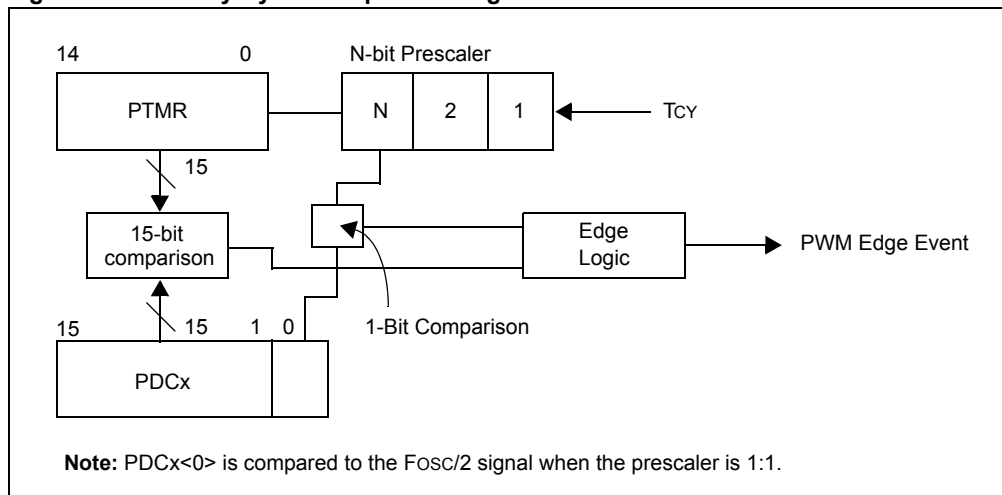 14 0 N-bit Prescaler
PTMR N 2 1 TCY
15
15-bit
comparison
Edge
Logic
PWM Edge Event
15 15 1 0 1-Bit Comparison
PDCx
Note: PDCx<0> is compared to the FOSC/2 signal when the prescaler is 1:1.